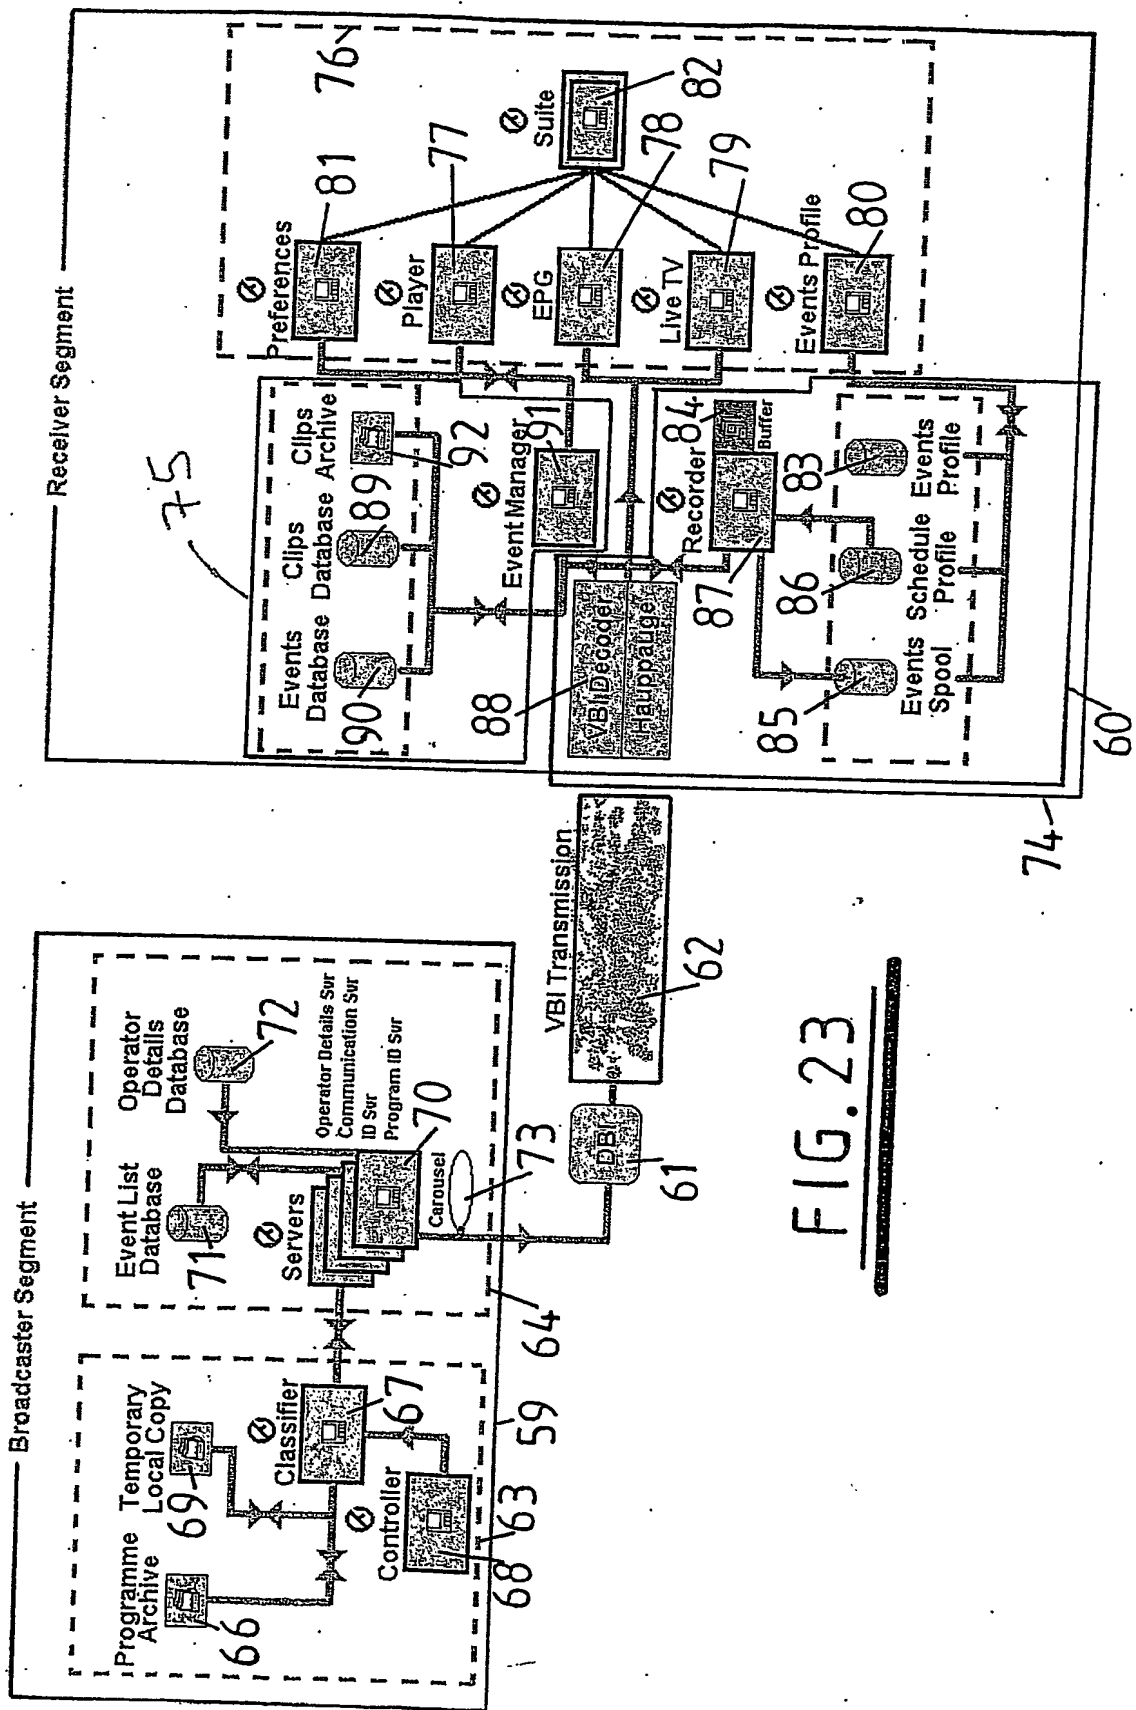 Broadcaster Segment
Programme
Archive
66
Temporary
Local Copy
69
Classifier
67
Controller
68
63
59
Event List
Database
71
Operator
Details
Database
72
Servers
Operator Details Sur
Communication Sur
ID Sur
Program ID Sur
70
Carousel
73
64
DBI
61
VBI Transmission
62
Receiver Segment
75
Events
Database
90
Clips
Database
89
Clips
Archive
92
Event Manager
91
88
VBI Decoder
Hauppauge
Recorder
87
84
Buffer
85
Events
Spool
86
Schedule
Profile
83
Events
Profile
60
74
76
Preferences
81
Player
77
EPG
78
Live TV
79
Events Profile
80
Suite
82
FIG. 23